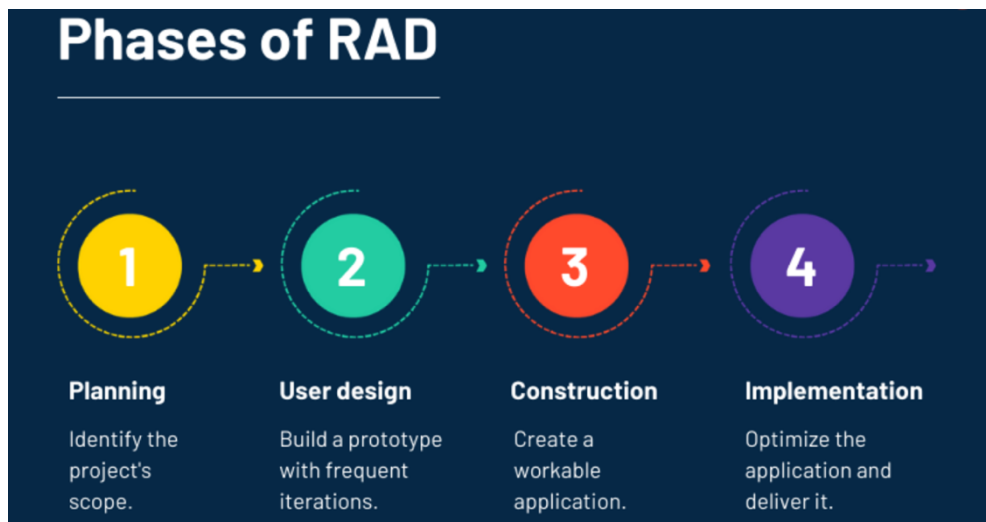 Phases of RAD
1
2
3
4
Planning
Identify the
project's
scope.
User design
Build a prototype
with frequent
iterations.
Construction
Create a
workable
application.
Implementation
Optimize the
application and
deliver it.